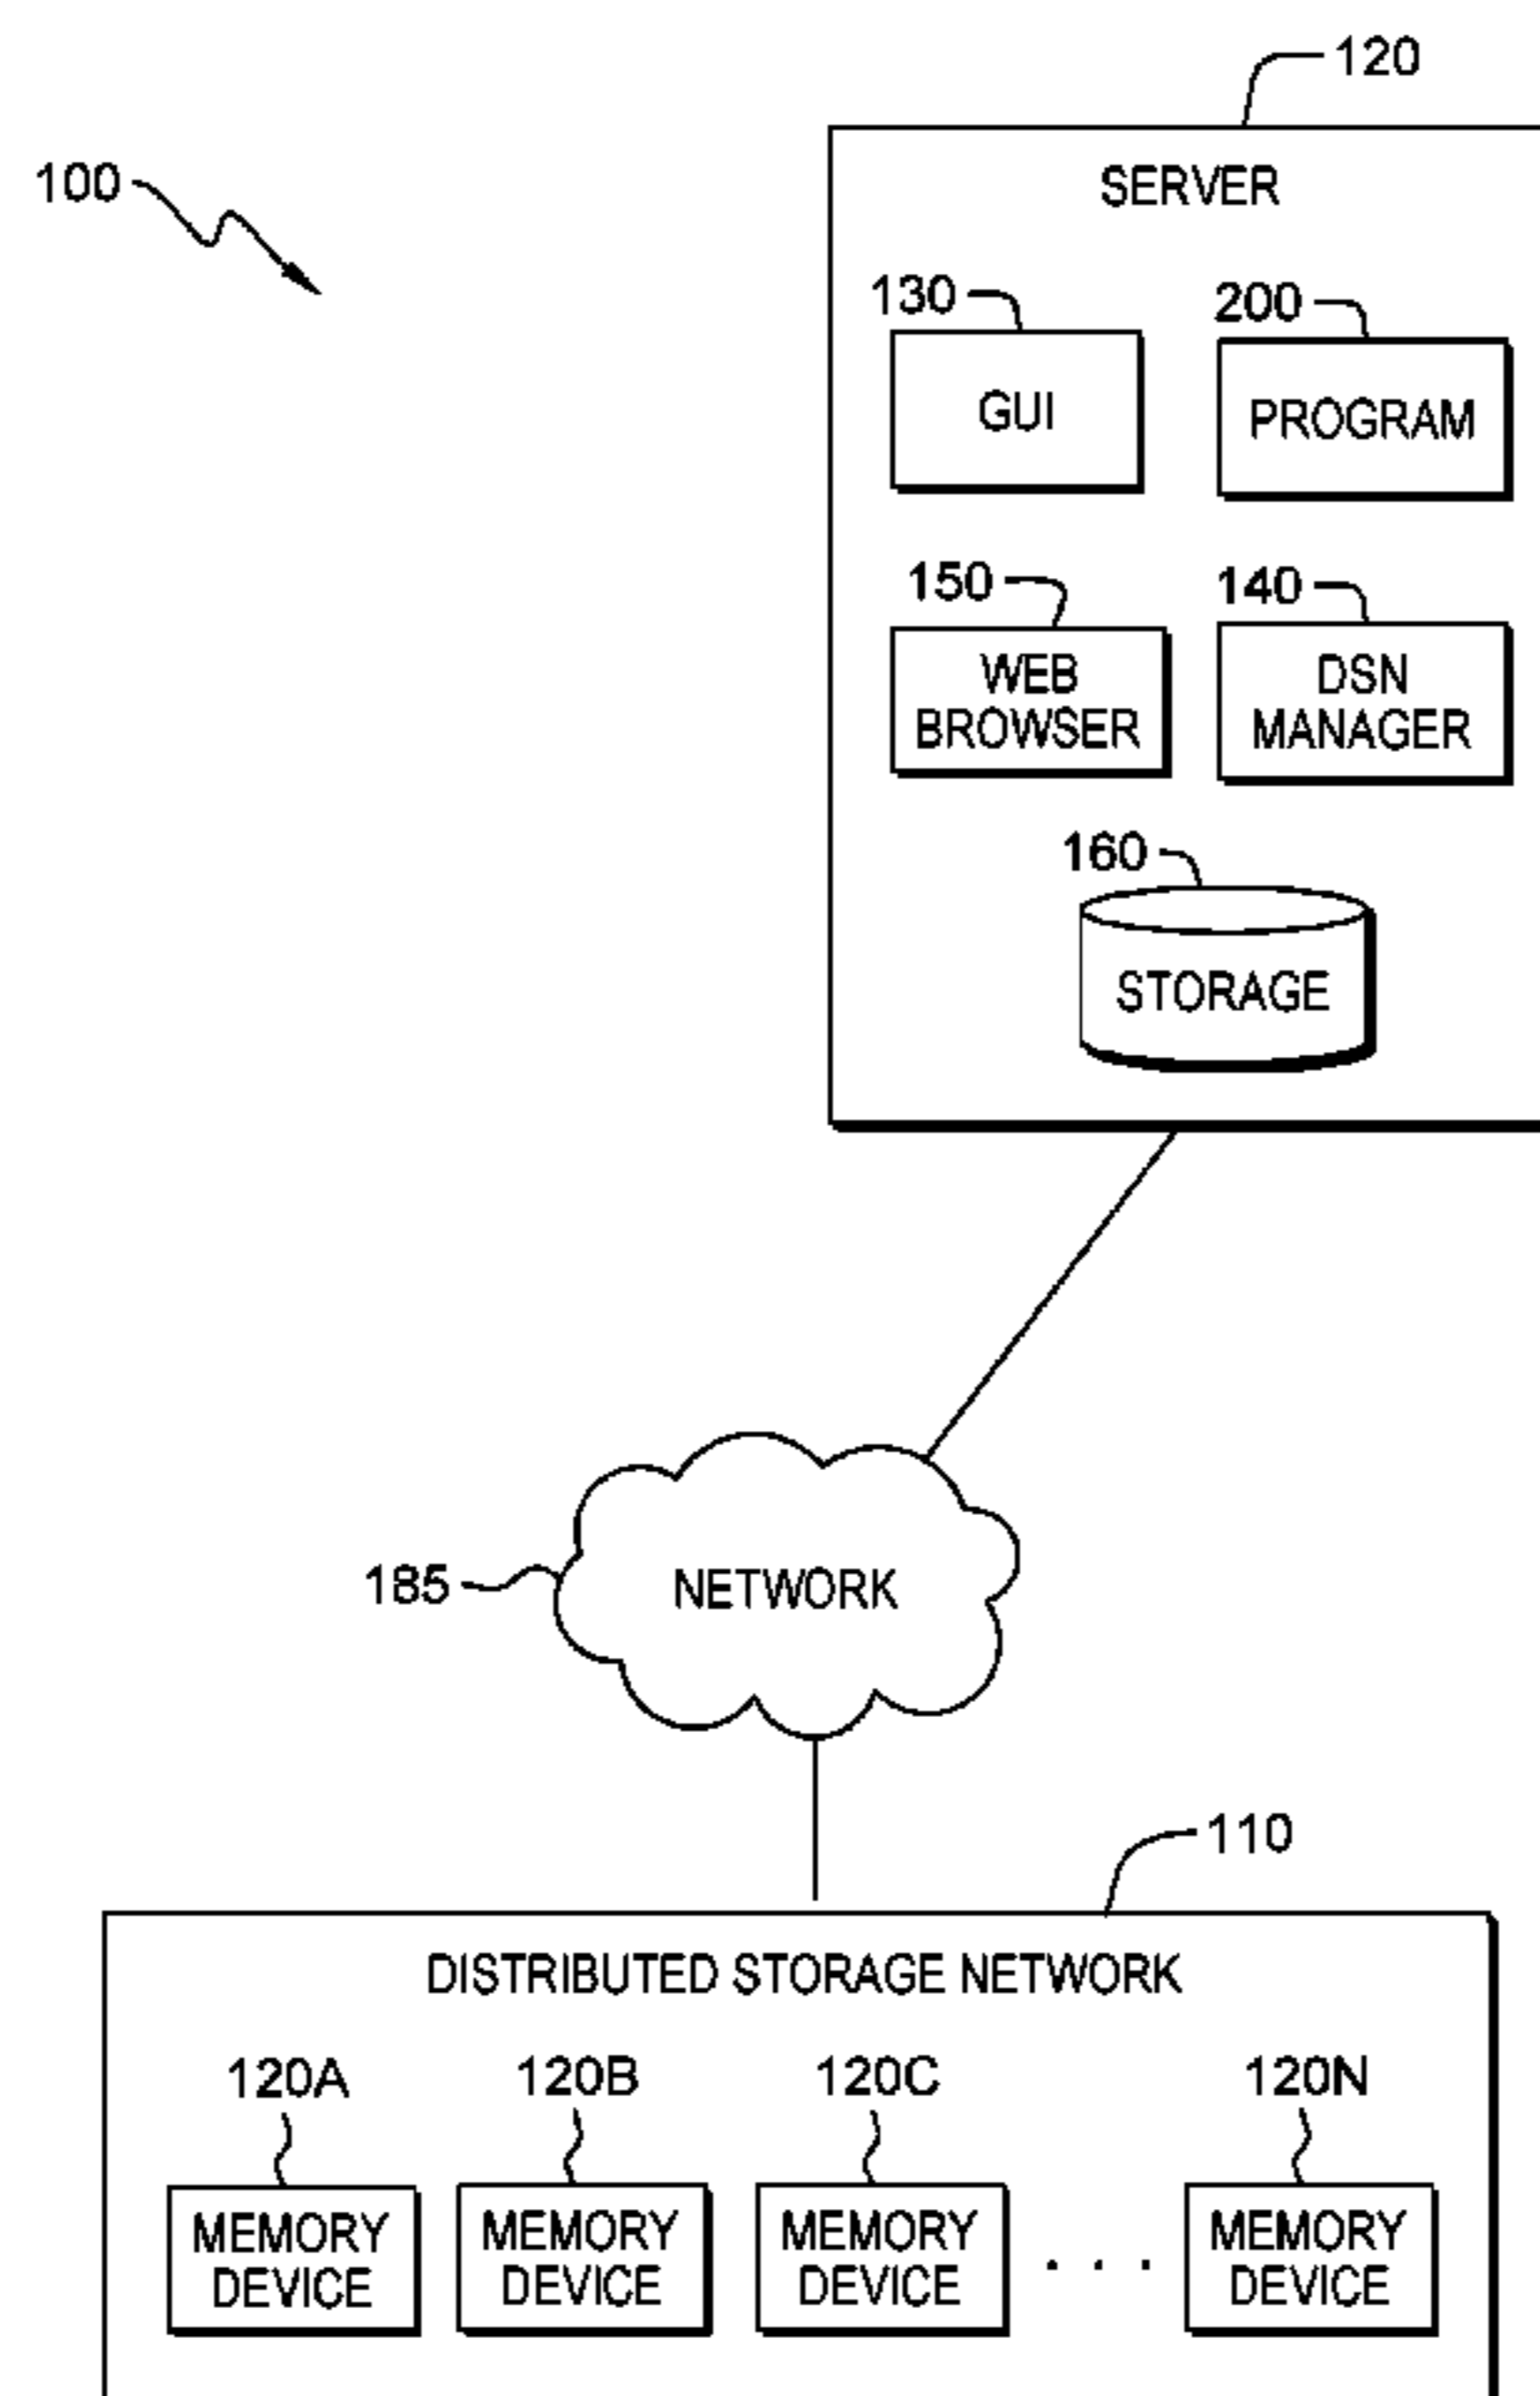 120
100
SERVER
130
200
GUI
PROGRAM
150
140
WEB
BROWSER
DSN
MANAGER
160
STORAGE
185
NETWORK
110
DISTRIBUTED STORAGE NETWORK
120A
120B
120C
120N
MEMORY
DEVICE
MEMORY
DEVICE
MEMORY
DEVICE
. . .
MEMORY
DEVICE